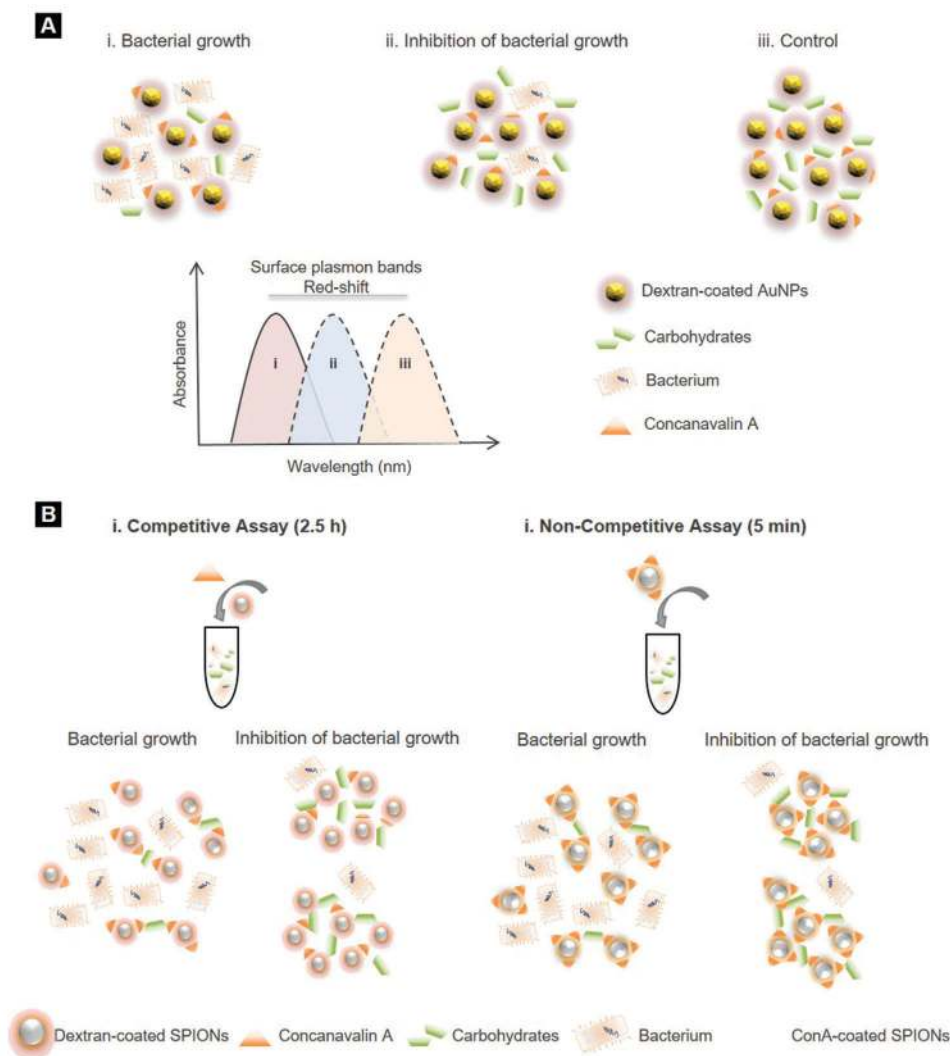 A
i. Bacterial growth
ii. Inhibition of bacterial growth
iii. Control
Surface plasmon bands
Red-shift
Absorbance
i
ii
iii
Wavelength (nm)
Dextran-coated AuNPs
Carbohydrates
Bacterium
Concanavalin A
B
i. Competitive Assay (2.5 h)
i. Non-Competitive Assay (5 min)
Bacterial growth
Inhibition of bacterial growth
Bacterial growth
Inhibition of bacterial growth
Dextran-coated SPIONs
Concanavalin A
Carbohydrates
Bacterium
ConA-coated SPIONs